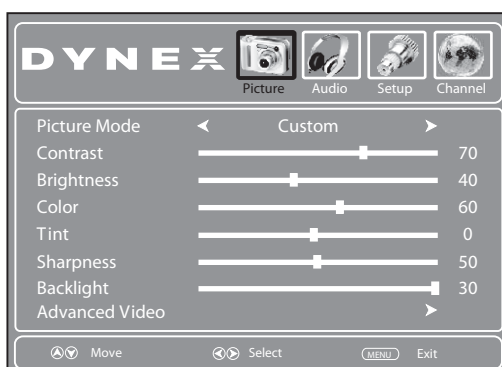 DYNEX
Picture Audio Setup Channel
Picture Mode Custom
Contrast 70
Brightness 40
Color 60
Tint 0
Sharpness 50
Backlight 30
Advanced Video
Move Select MENU Exit